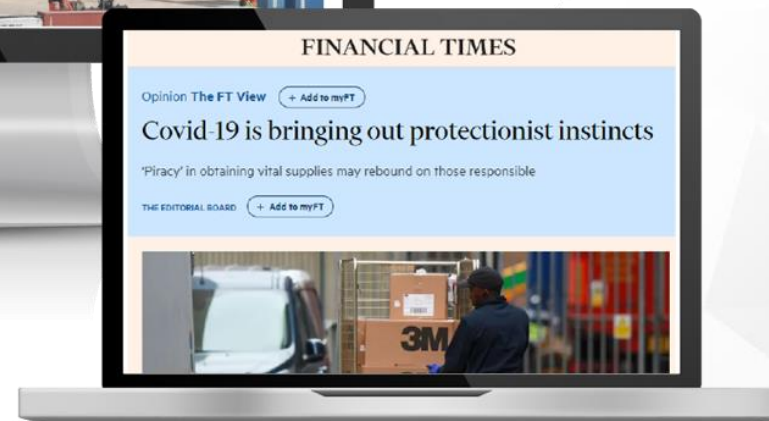 FINANCIAL TIMES
Opinion The FT View + Add to myFT
Covid-19 is bringing out protectionist instincts
'Piracy' in obtaining vital supplies may rebound on those responsible
THE EDITORIAL BOARD + Add to myFT
3M